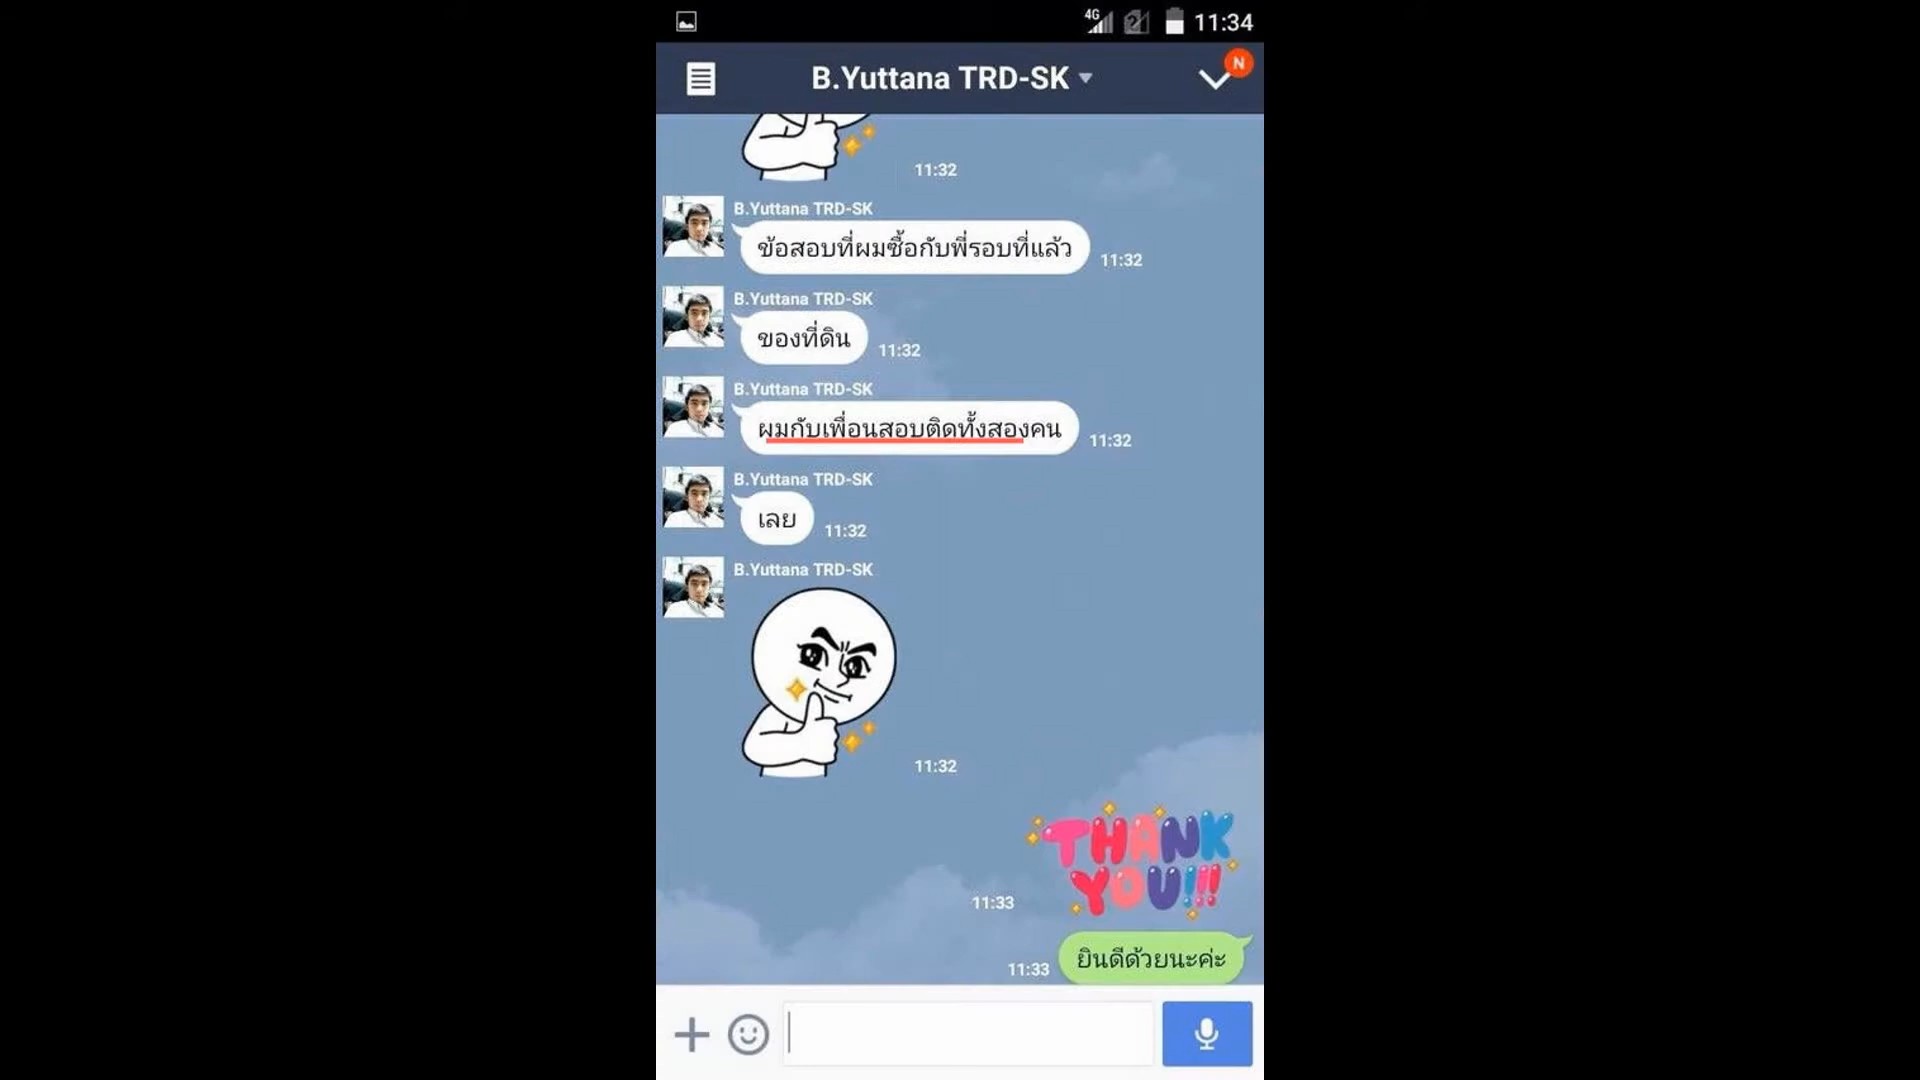 4G 11:34
B.Yuttana TRD-SK
N
11:32
B.Yuttana TRD-SK
ข้อสอบที่ผมซื้อกับพี่รอบที่แล้ว 11:32
B.Yuttana TRD-SK
ของที่ดิน 11:32
B.Yuttana TRD-SK
ผมกับเพื่อนสอบติดทั้งสองคน 11:32
B.Yuttana TRD-SK
เลย 11:32
B.Yuttana TRD-SK
11:32
THANK
YOU!!!
11:33
ยินดีด้วยนะค่ะ
11:33